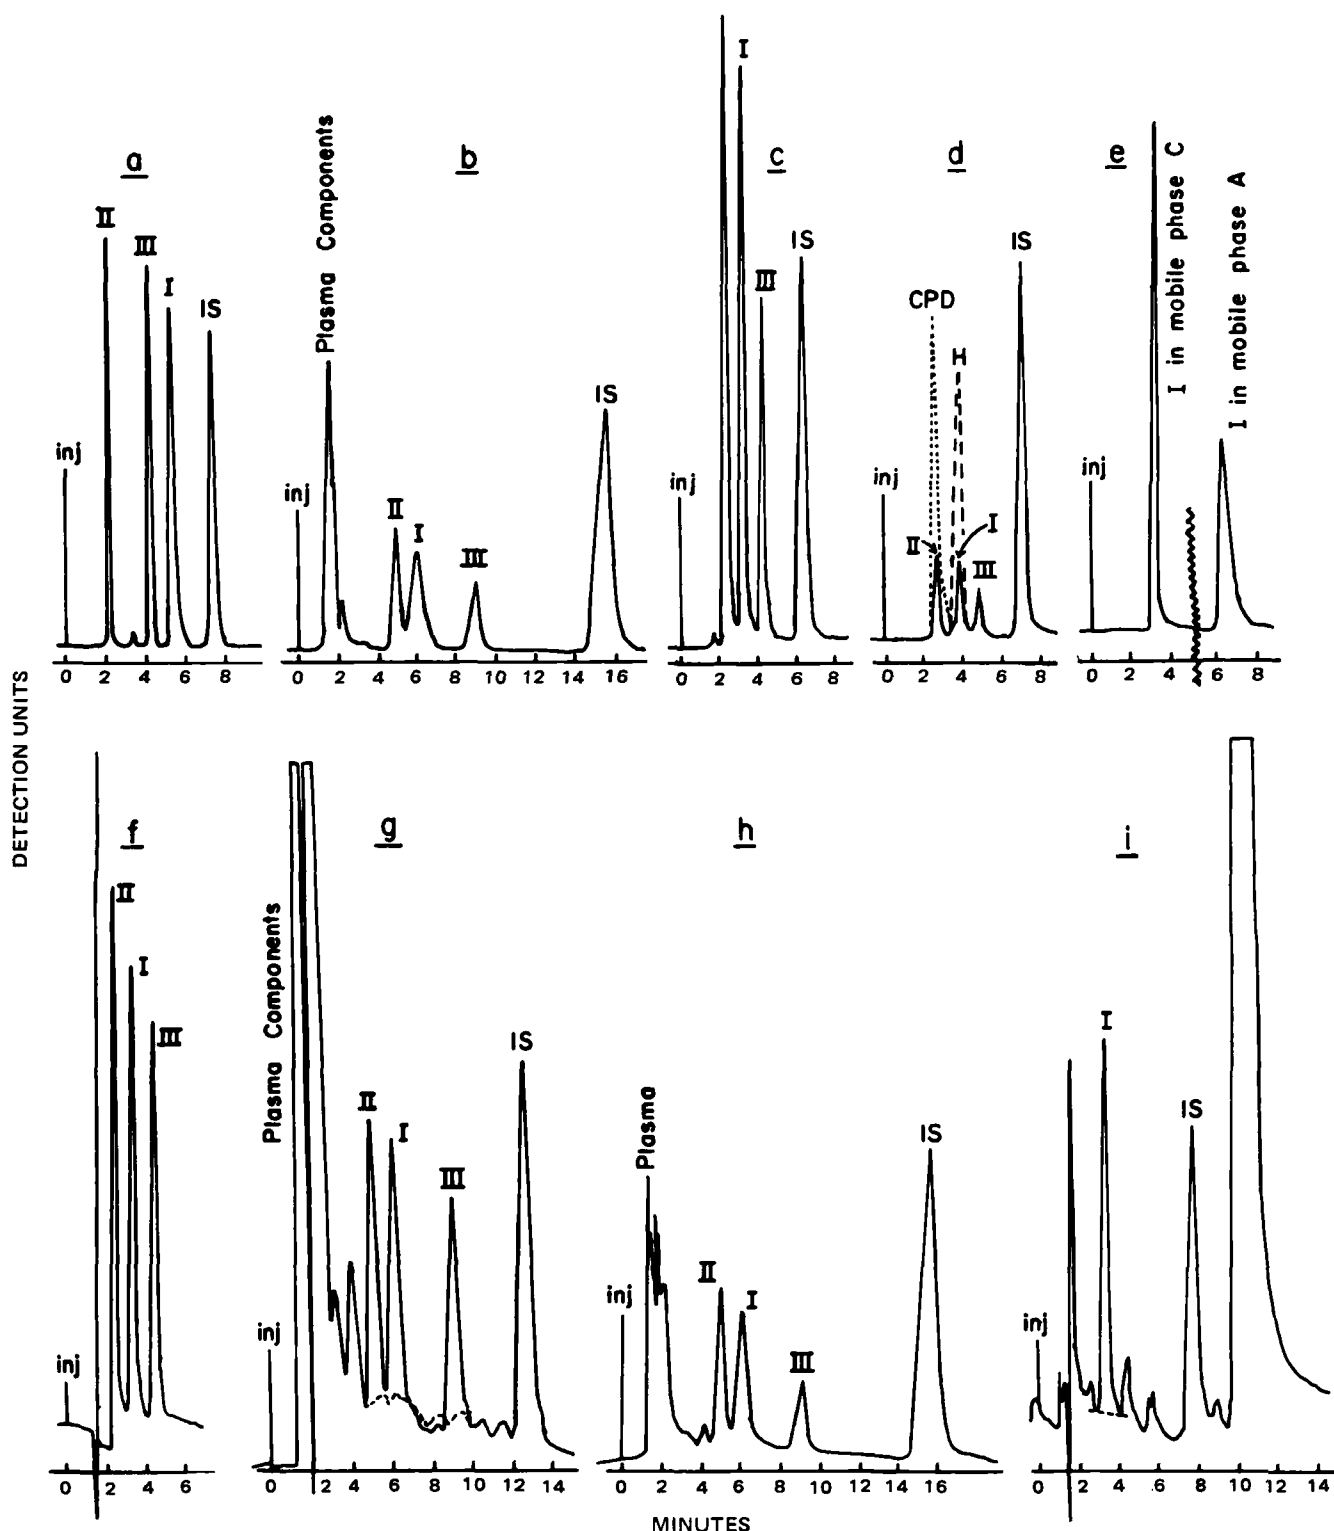 DETECTION UNITS
a
II
III
I
IS
inj
0 2 4 6 8
b
Plasma Components
II
I
III
IS
inj
0 2 4 6 8 10 12 14 16
c
I
III
IS
inj
0 2 4 6 8
d
CPD
H
II
I
III
IS
inj
0 2 4 6 8
e
I in mobile phase C
I in mobile phase A
inj
0 2 4 6 8
f
II
I
III
inj
0 2 4 6
g
Plasma Components
II
I
III
IS
inj
0 2 4 6 8 10 12 14
h
Plasma
II
I
III
IS
inj
0 2 4 6 8 10 12 14 16
i
I
IS
inj
0 2 4 6 8 10 12 14
MINUTES